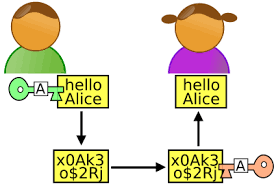 hello
Alice
A
hello
Alice
x0Ak3
o$2Rj
x0Ak3
o$2Rj
A